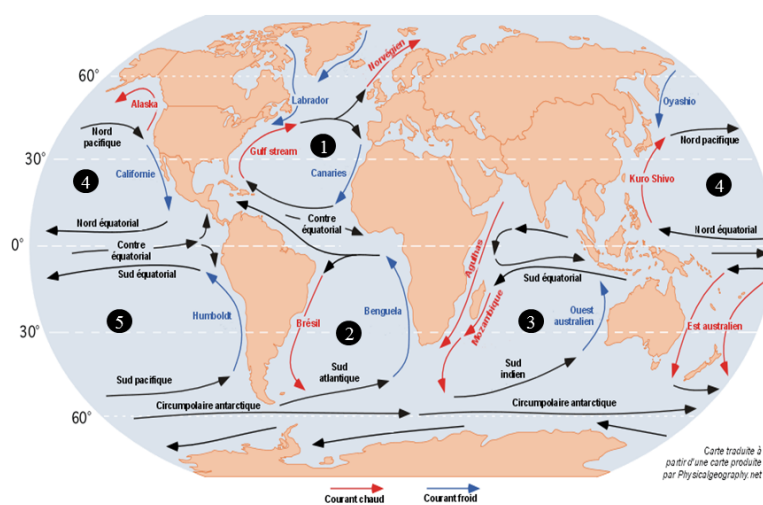 60°
Norvégien
Labrador
Alaska
Oyashio
Nord
pacifique
1
Nord pacifique
Gulf stream
30°
Californie
4
Canaries
Kuro Shivo
4
Nord équatorial
Contre
équatorial
Nord équatorial
0°
Contre
équatorial
Agulhas
Sud équatorial
Sud équatorial
Humboldt
5
Brésil
2
Benguela
Mozambique
3
Ouest
australien
Est australien
30°
Sud pacifique
Sud
atlantique
Sud
indien
Circumpolaire antarctique
Circumpolaire antarctique
60°
Carte traduite à
partir d'une carte produite
par Physicalgeography.net
Courant chaud
Courant froid